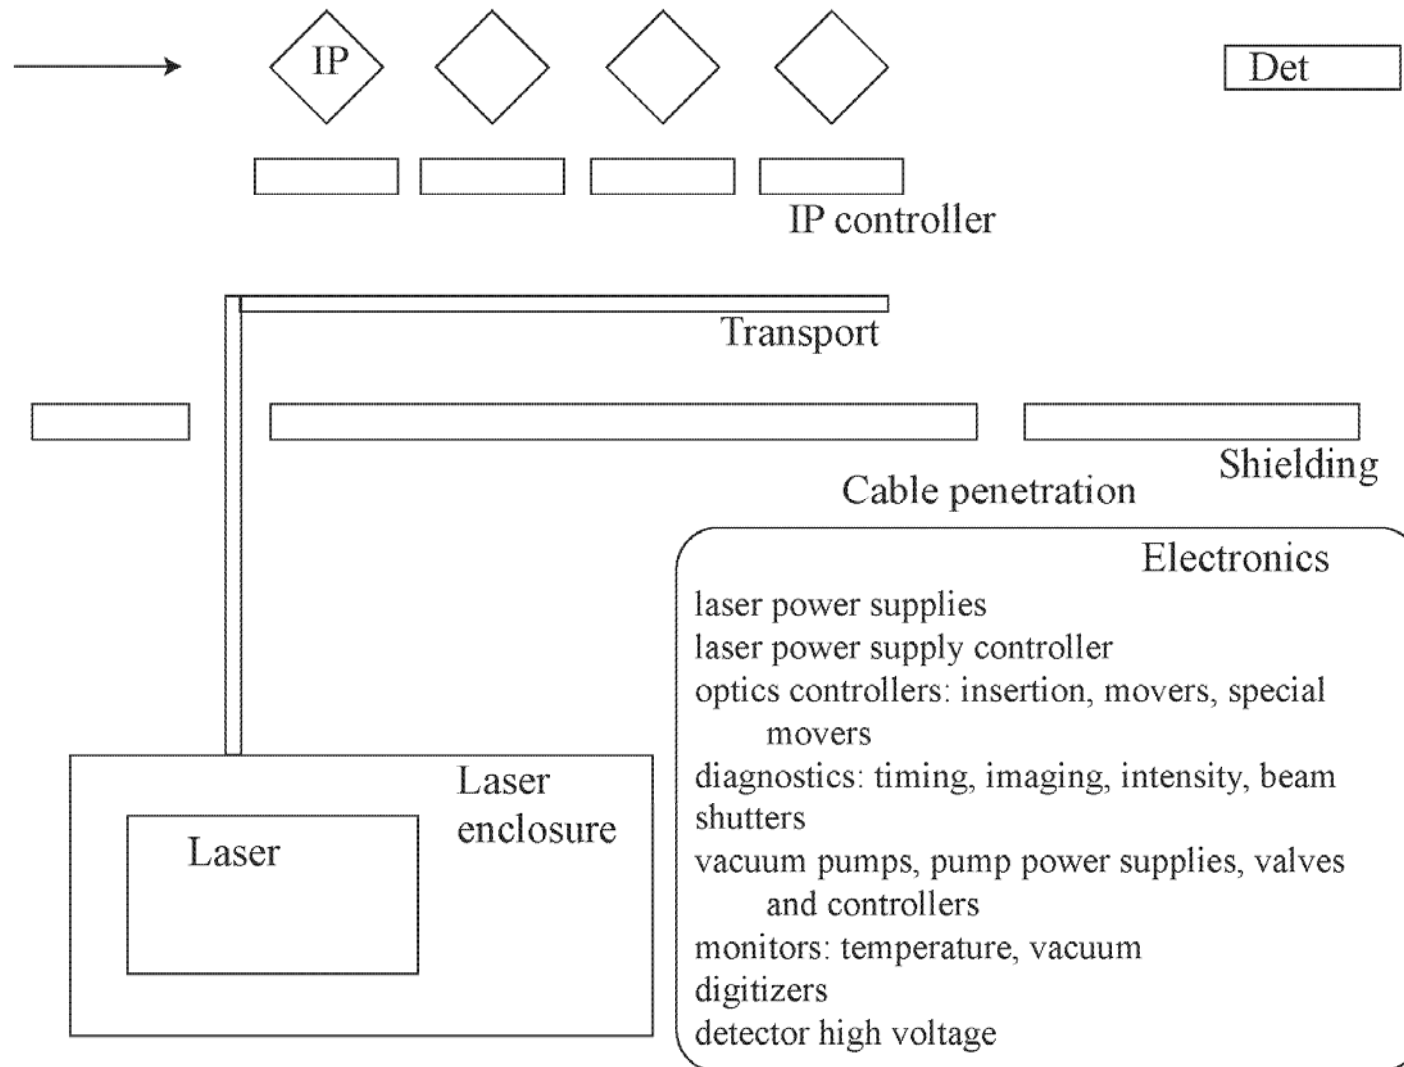 IP
Det
IP controller
Transport
Shielding
Cable penetration
Electronics
laser power supplies
laser power supply controller
optics controllers: insertion, movers, special
movers
diagnostics: timing, imaging, intensity, beam
shutters
vacuum pumps, pump power supplies, valves
and controllers
monitors: temperature, vacuum
digitizers
detector high voltage
Laser
enclosure
Laser